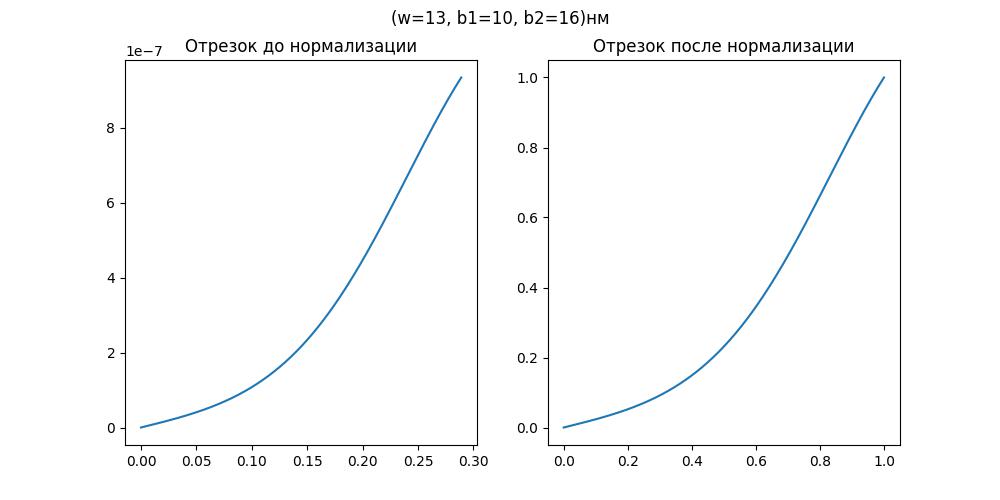 (w=13, b1=10, b2=16)нм
1e−7
Отрезок до нормализации
8
6
4
2
0
0.00 0.05 0.10 0.15 0.20 0.25 0.30
Отрезок после нормализации
1.0
0.8
0.6
0.4
0.2
0.0
0.0 0.2 0.4 0.6 0.8 1.0